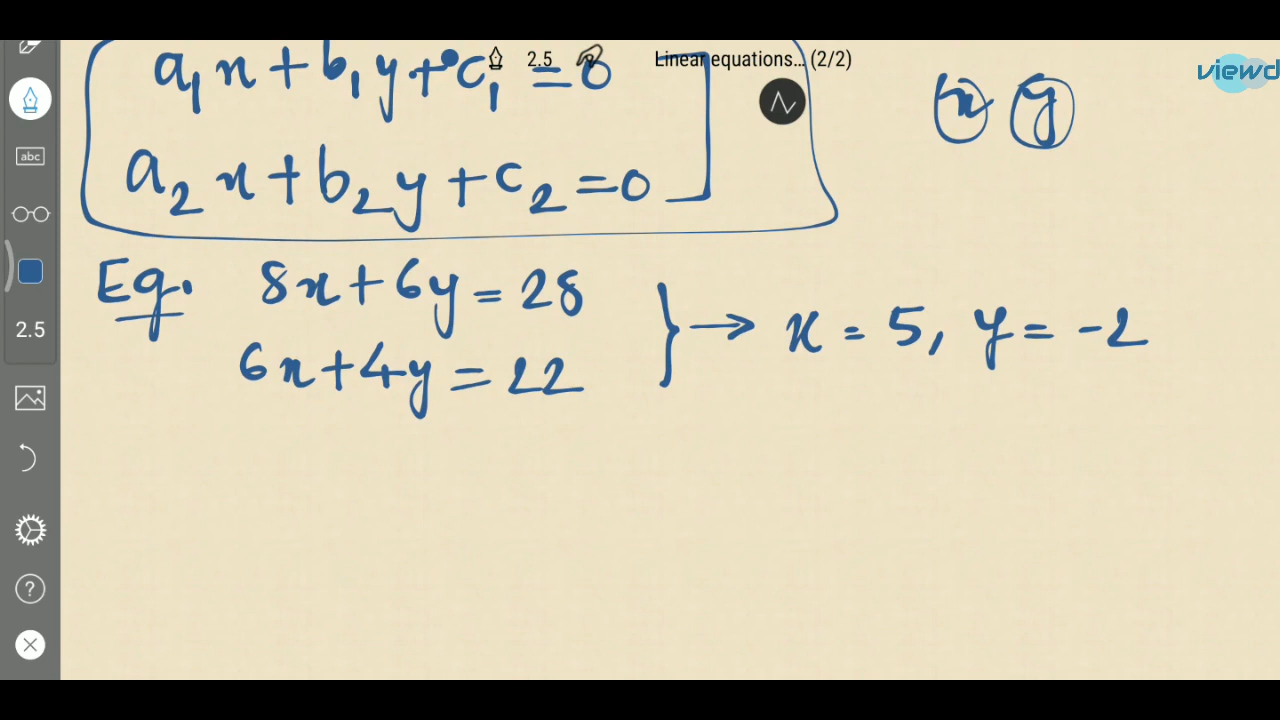 2.5 Linear equations… (2/2)
viewd
a₁x + b₁y + c₁ = 0
x y
abc
a₂x + b₂y + c₂ = 0
Eg. 8x + 6y = 28
6x + 4y = 22
→ x = 5, y = -2
2.5
?